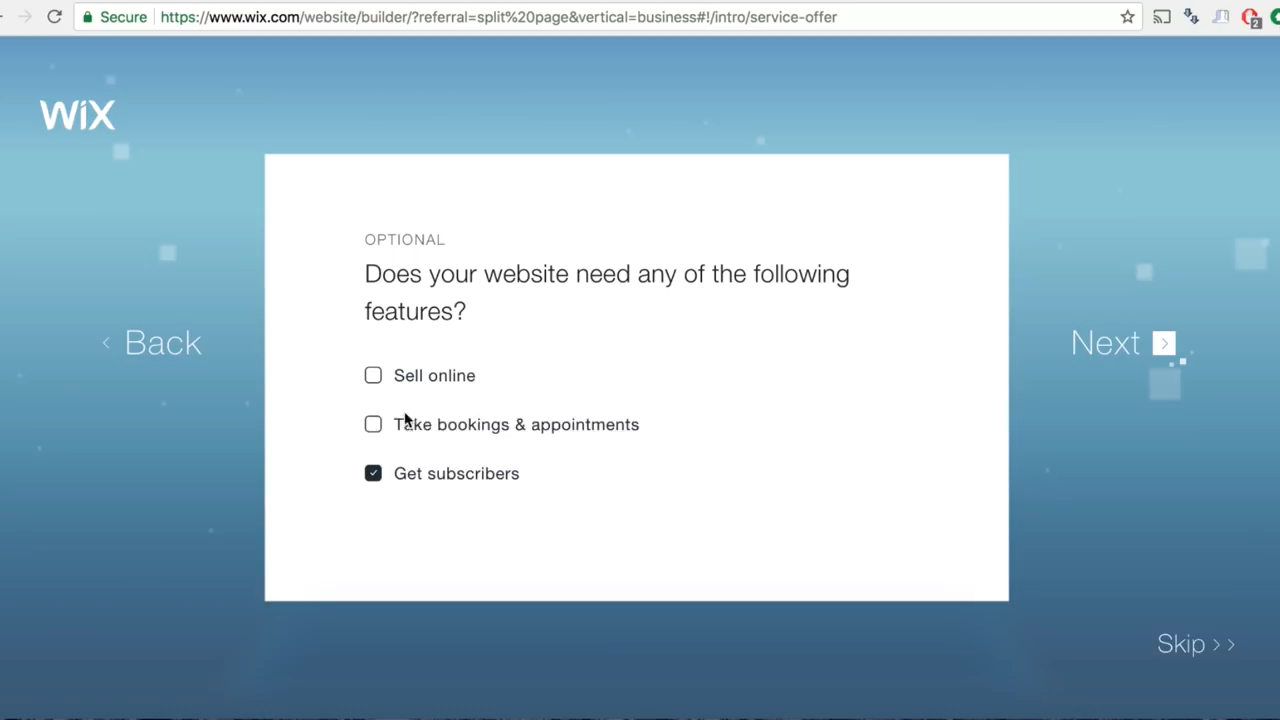 Secure https://www.wix.com/website/builder/?referral=split%20page&vertical=business#!/intro/service-offer
2
WiX
OPTIONAL
Does your website need any of the following
features?
Back
Next
Sell online
Take bookings & appointments
Get subscribers
Skip